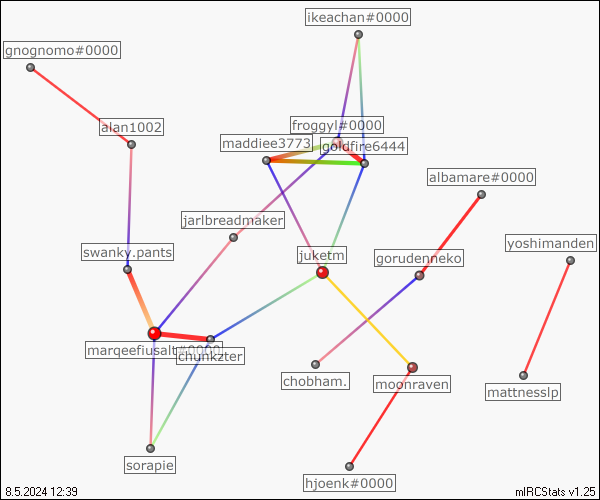 ikeachan#0000
gnognomo#0000
alan1002
froggyl#0000
maddiee3773
goldfire6444
albamare#0000
jarlbreadmaker
yoshimanden
swanky.pants
juketm
gorudenneko
marqeefiusalt#0000
chunkzter
chobham.
moonraven
mattnesslp
sorapie
hjoenk#0000
8.5.2024 12:39
mIRCStats v1.25